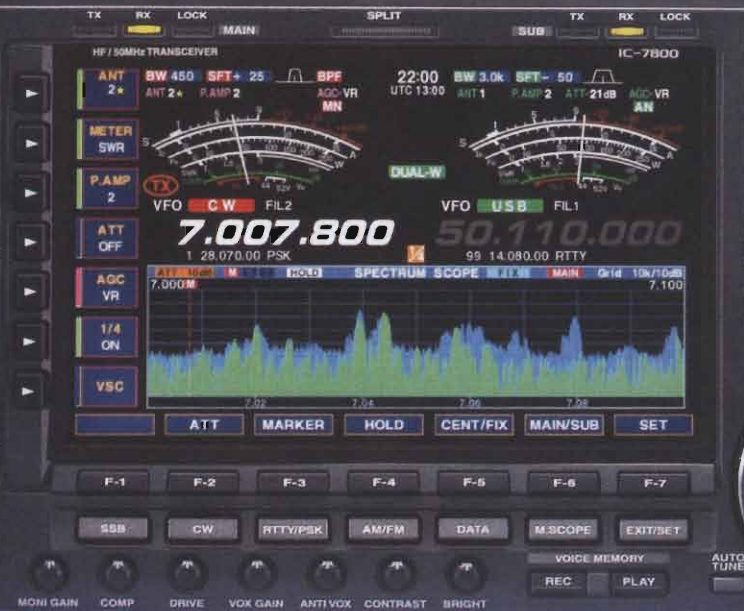 TX RX LOCK SPLIT TX RX LOCK
MAIN SUB
HF/50MHz TRANSCEIVER IC-7800
ANT 2★
BW 450 SFT+ 25 BPF
ANT 2★ P.AMP 2 AGC-VR
MN
22:00
UTC 13:00
BW 3.0k SFT- 50
ANT 1 P.AMP 2 ATT-21dB AGC-VR
AN
METER
SWR
P.AMP
2
ATT
OFF
AGC
VR
1/4
ON
VSC
DUAL-W
TX
VFO CW FIL2
VFO USB FIL1
7.007.800 50.110.000
1 28.070.00 PSK 1/4 99 14.080.00 RTTY
ATT 10dB M HOLD SPECTRUM SCOPE FIX MAIN Grid 10k/10dB
7.000 M 7.100
7.02 7.04 7.06 7.08
ATT MARKER HOLD CENT/FIX MAIN/SUB SET
F-1 F-2 F-3 F-4 F-5 F-6 F-7
SSB CW RTTY/PSK AM/FM DATA M.SCOPE EXIT/SET
VOICE MEMORY
REC PLAY
AUTO
TUNE
MONI GAIN COMP DRIVE VOX GAIN ANTI VOX CONTRAST BRIGHT